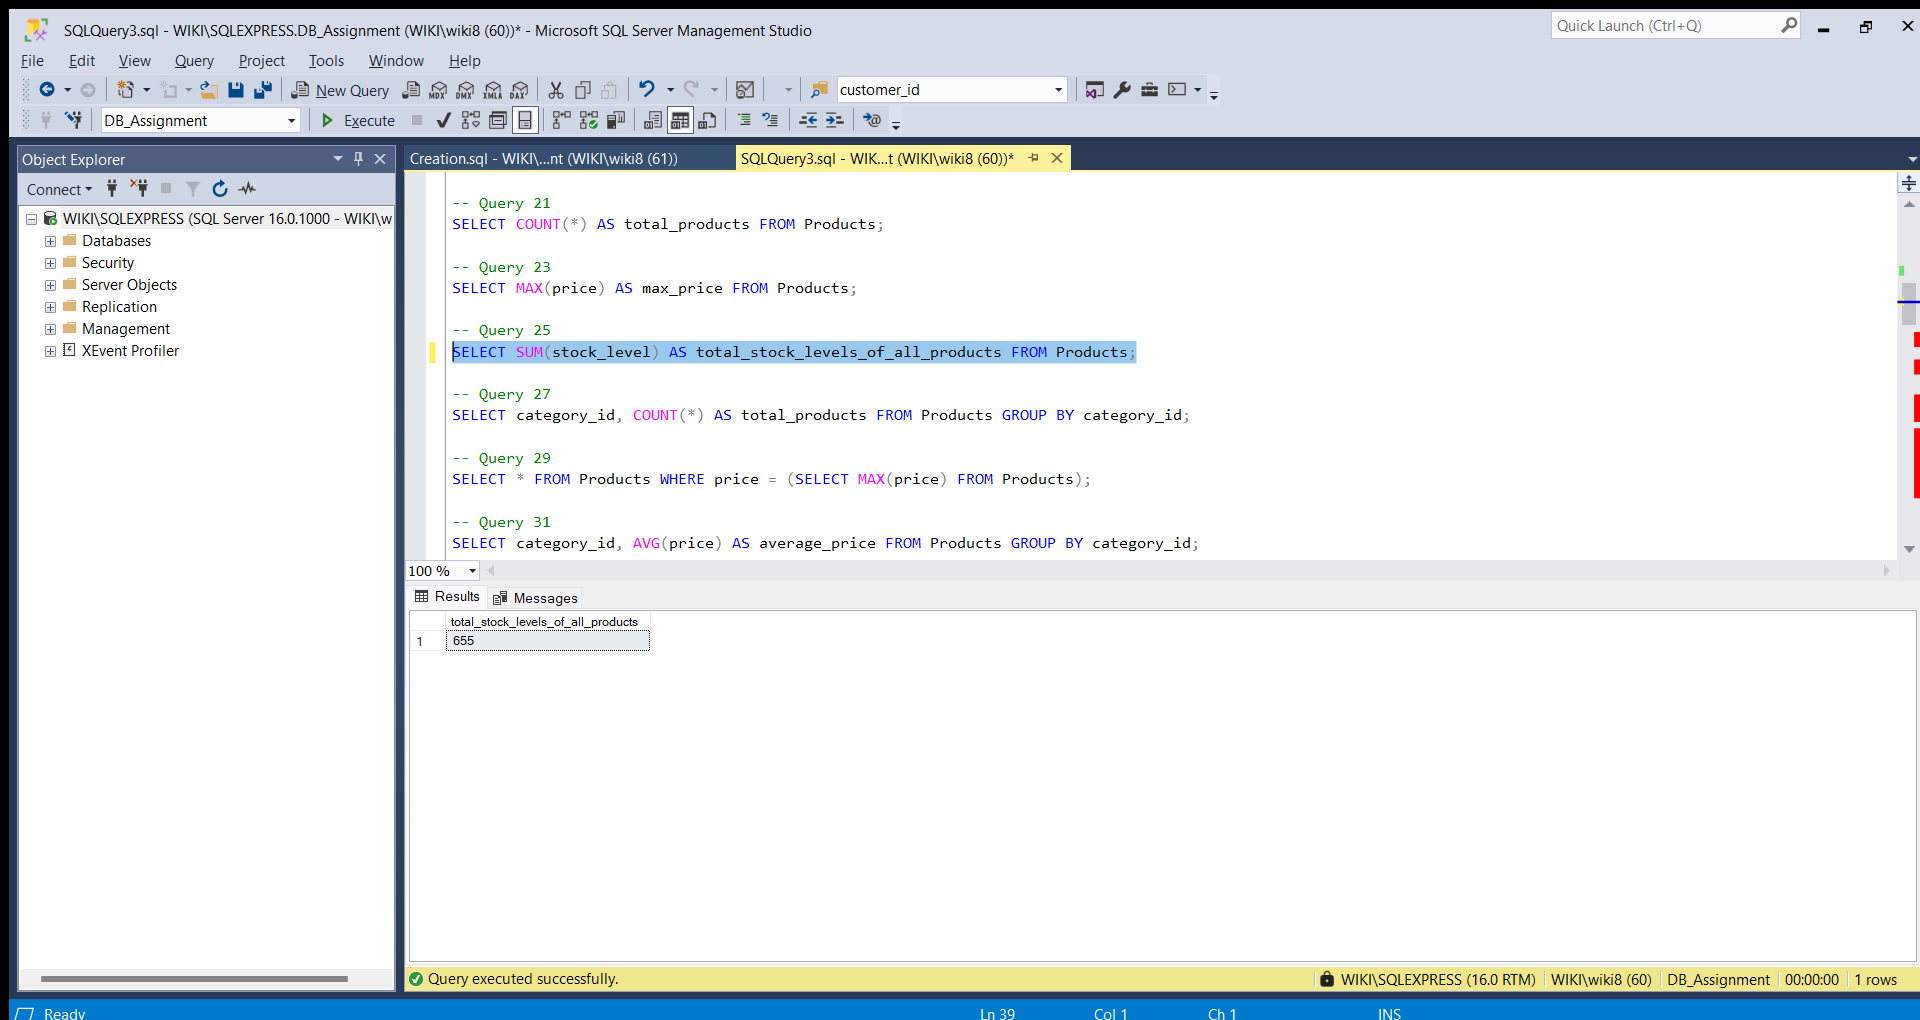 SQLQuery3.sql - WIKI\SQLEXPRESS.DB_Assignment (WIKI\wiki8 (60))* - Microsoft SQL Server Management Studio
Quick Launch (Ctrl+Q)
File Edit View Query Project Tools Window Help
New Query MDX DMX XMLA DAX customer_id
DB_Assignment Execute
Object Explorer
Connect
WIKI\SQLEXPRESS (SQL Server 16.0.1000 - WIKI\w
Databases
Security
Server Objects
Replication
Management
XEvent Profiler
Creation.sql - WIKI\...nt (WIKI\wiki8 (61)) SQLQuery3.sql - WIK...t (WIKI\wiki8 (60))*
-- Query 21
SELECT COUNT(*) AS total_products FROM Products;
-- Query 23
SELECT MAX(price) AS max_price FROM Products;
-- Query 25
SELECT SUM(stock_level) AS total_stock_levels_of_all_products FROM Products;
-- Query 27
SELECT category_id, COUNT(*) AS total_products FROM Products GROUP BY category_id;
-- Query 29
SELECT * FROM Products WHERE price = (SELECT MAX(price) FROM Products);
-- Query 31
SELECT category_id, AVG(price) AS average_price FROM Products GROUP BY category_id;
100 %
Results Messages
total_stock_levels_of_all_products
1 655
Query executed successfully. WIKI\SQLEXPRESS (16.0 RTM) WIKI\wiki8 (60) DB_Assignment 00:00:00 1 rows
Ready Ln 39 Col 1 Ch 1 INS